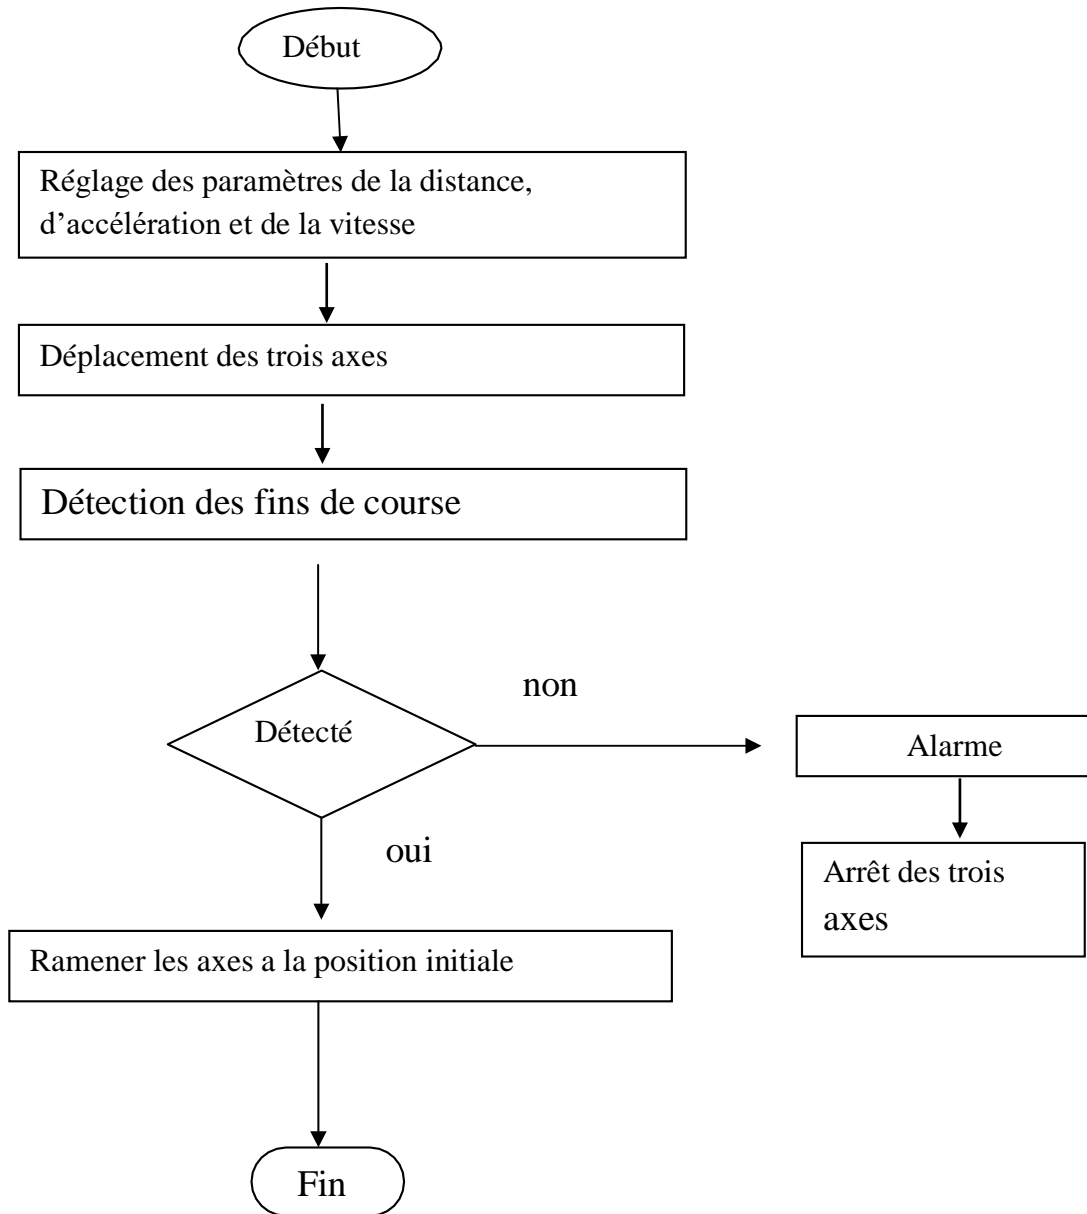 Début
Réglage des paramètres de la distance,
d’accélération et de la vitesse
Déplacement des trois axes
Détection des fins de course
non
Détecté
Alarme
oui
Arrêt des trois
axes
Ramener les axes a la position initiale
Fin